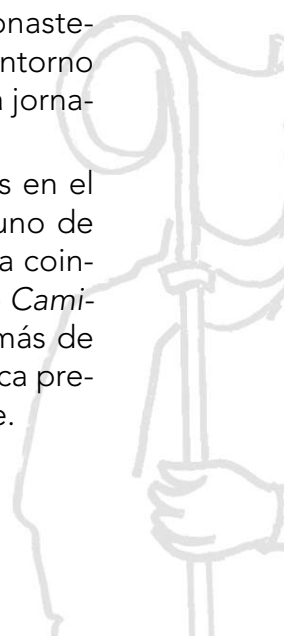 onaste-
ntorno
a jorna-
s en el
uno de
a coin-
Cami-
más de
ca pre-
e.